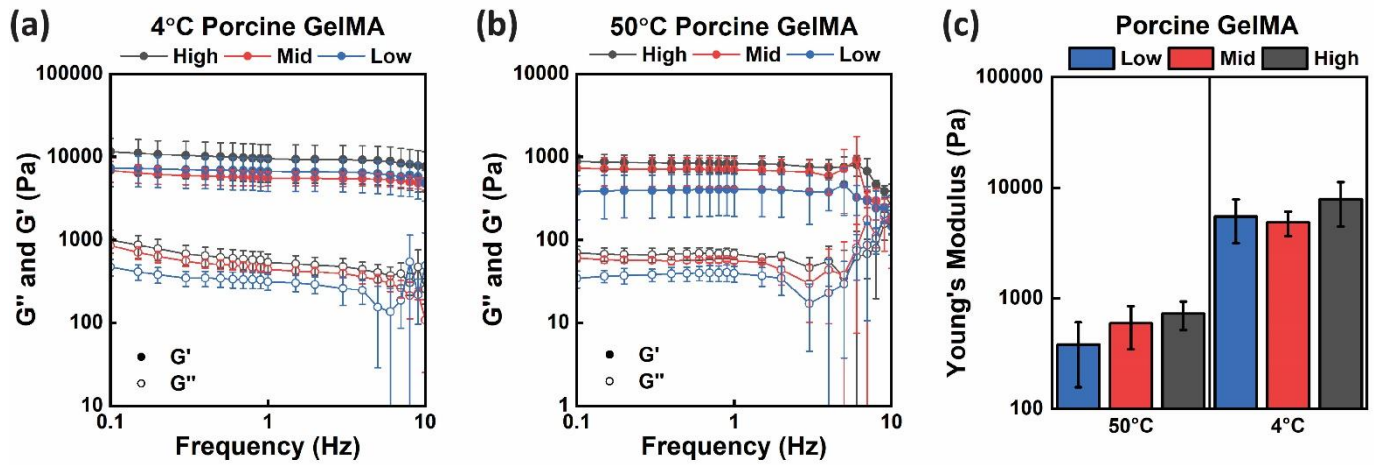 (a)
4°C Porcine GelMA
High Mid Low
100000
10000
1000
100
10
G'' and G' (Pa)
G'
G''
0.1 1 10
Frequency (Hz)
(b)
50°C Porcine GelMA
High Mid Low
10000
1000
100
10
1
G'' and G' (Pa)
G'
G''
0.1 1 10
Frequency (Hz)
(c)
Porcine GelMA
Low Mid High
100000
10000
1000
100
Young's Modulus (Pa)
50°C 4°C